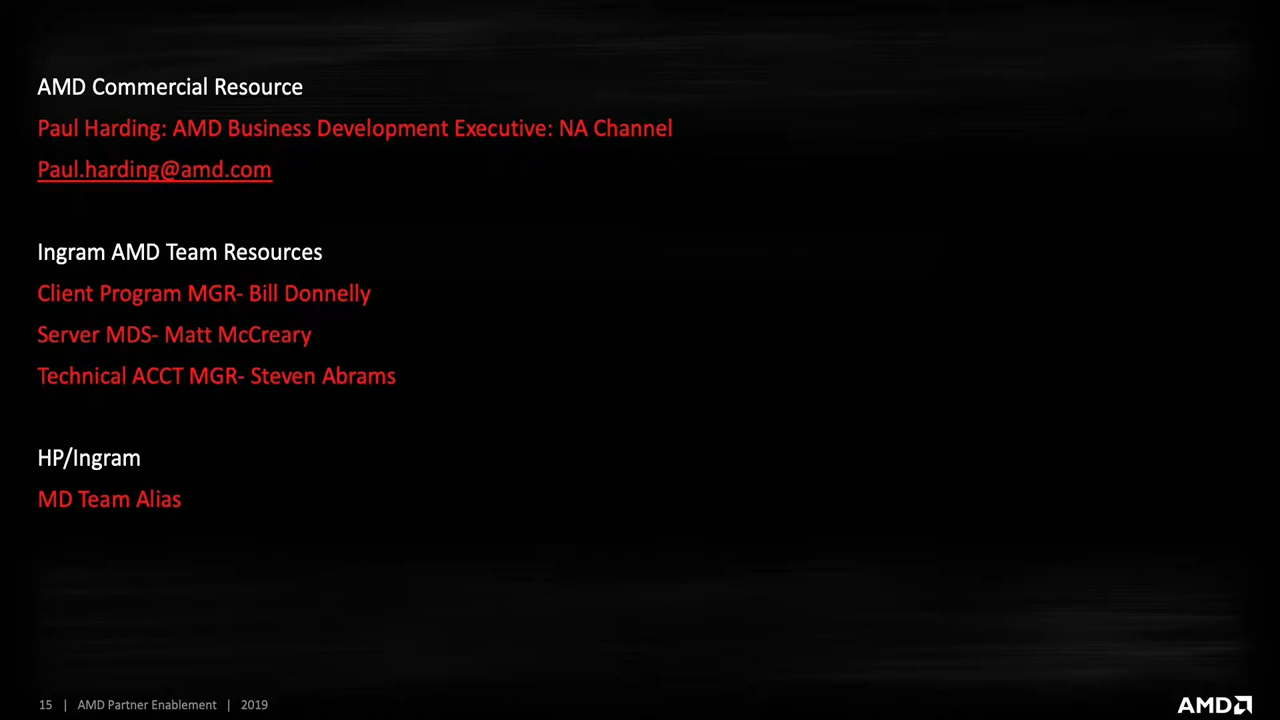 AMD Commercial Resource
Paul Harding: AMD Business Development Executive: NA Channel
Paul.harding@amd.com
Ingram AMD Team Resources
Client Program MGR- Bill Donnelly
Server MDS- Matt McCreary
Technical ACCT MGR- Steven Abrams
HP/Ingram
MD Team Alias
15 | AMD Partner Enablement | 2019
AMD